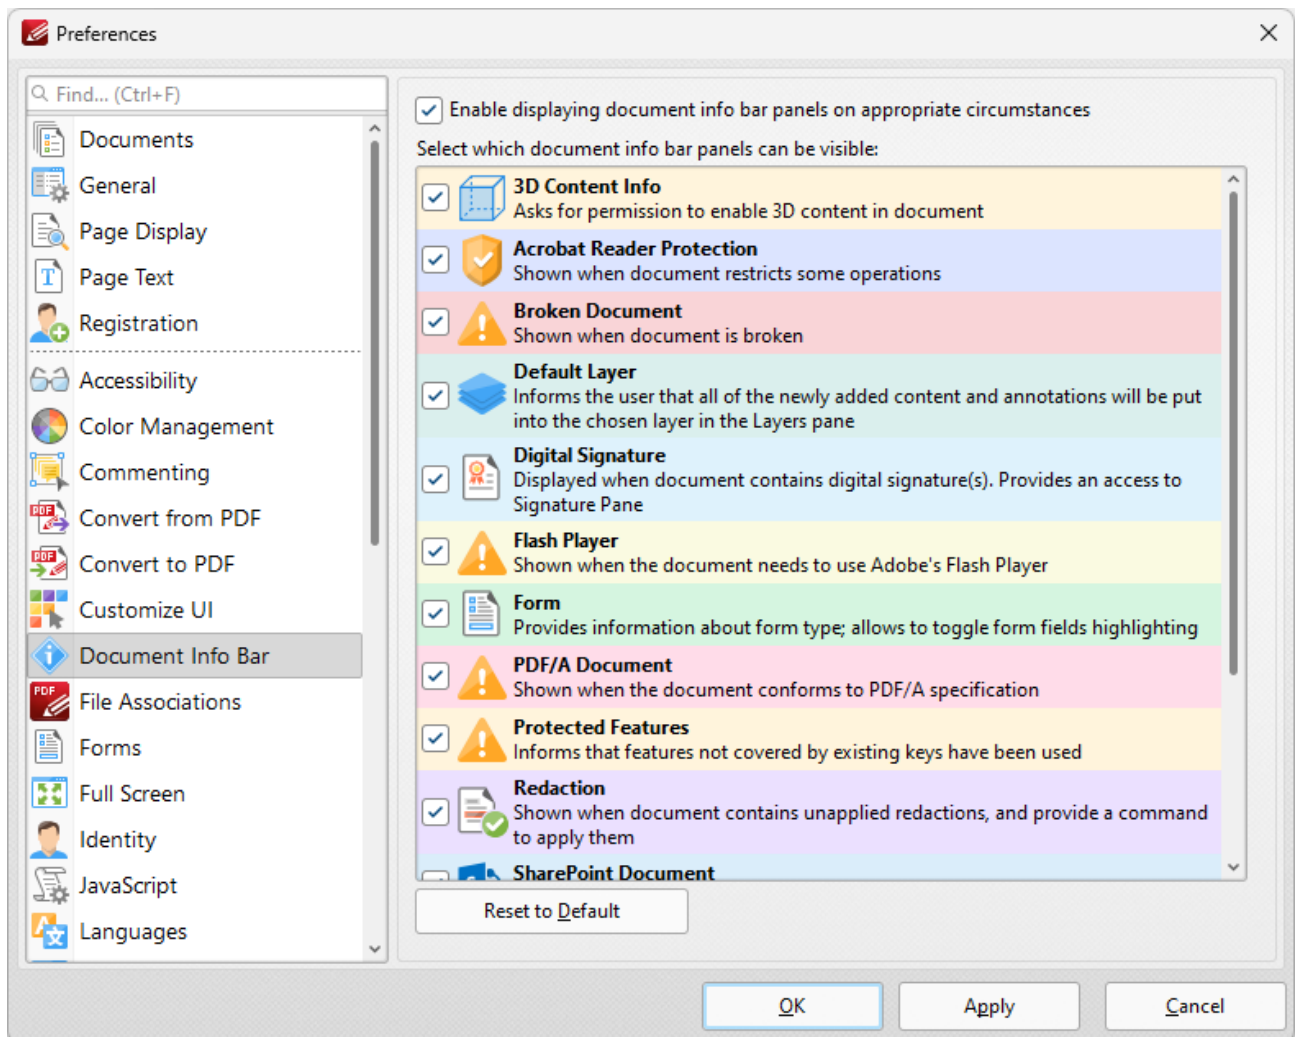 Preferences
Find... (Ctrl+F)
Documents
General
Page Display
Page Text
Registration
Accessibility
Color Management
Commenting
Convert from PDF
Convert to PDF
Customize UI
Document Info Bar
File Associations
Forms
Full Screen
Identity
JavaScript
Languages
Enable displaying document info bar panels on appropriate circumstances
Select which document info bar panels can be visible:
3D Content Info
Asks for permission to enable 3D content in document
Acrobat Reader Protection
Shown when document restricts some operations
Broken Document
Shown when document is broken
Default Layer
Informs the user that all of the newly added content and annotations will be put
into the chosen layer in the Layers pane
Digital Signature
Displayed when document contains digital signature(s). Provides an access to
Signature Pane
Flash Player
Shown when the document needs to use Adobe's Flash Player
Form
Provides information about form type; allows to toggle form fields highlighting
PDF/A Document
Shown when the document conforms to PDF/A specification
Protected Features
Informs that features not covered by existing keys have been used
Redaction
Shown when document contains unapplied redactions, and provide a command
to apply them
SharePoint Document
Reset to Default
OK
Apply
Cancel